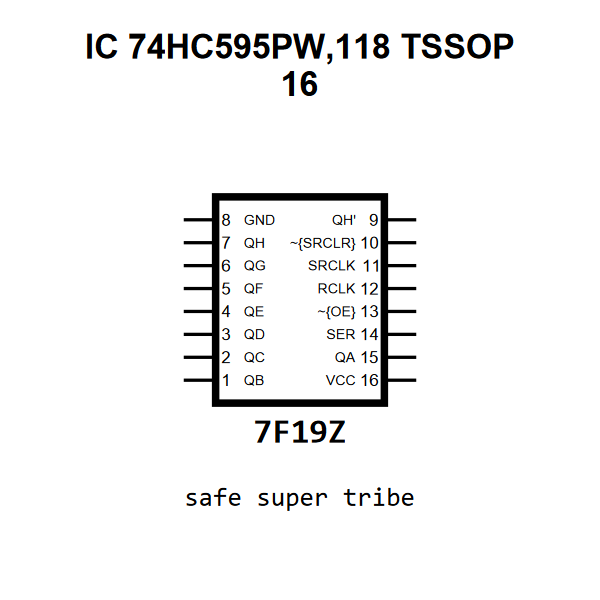 IC 74HC595PW,118 TSSOP
16
8 GND QH' 9
7 QH ~{SRCLR} 10
6 QG SRCLK 11
5 QF RCLK 12
4 QE ~{OE} 13
3 QD SER 14
2 QC QA 15
1 QB VCC 16
7F19Z
safe super tribe